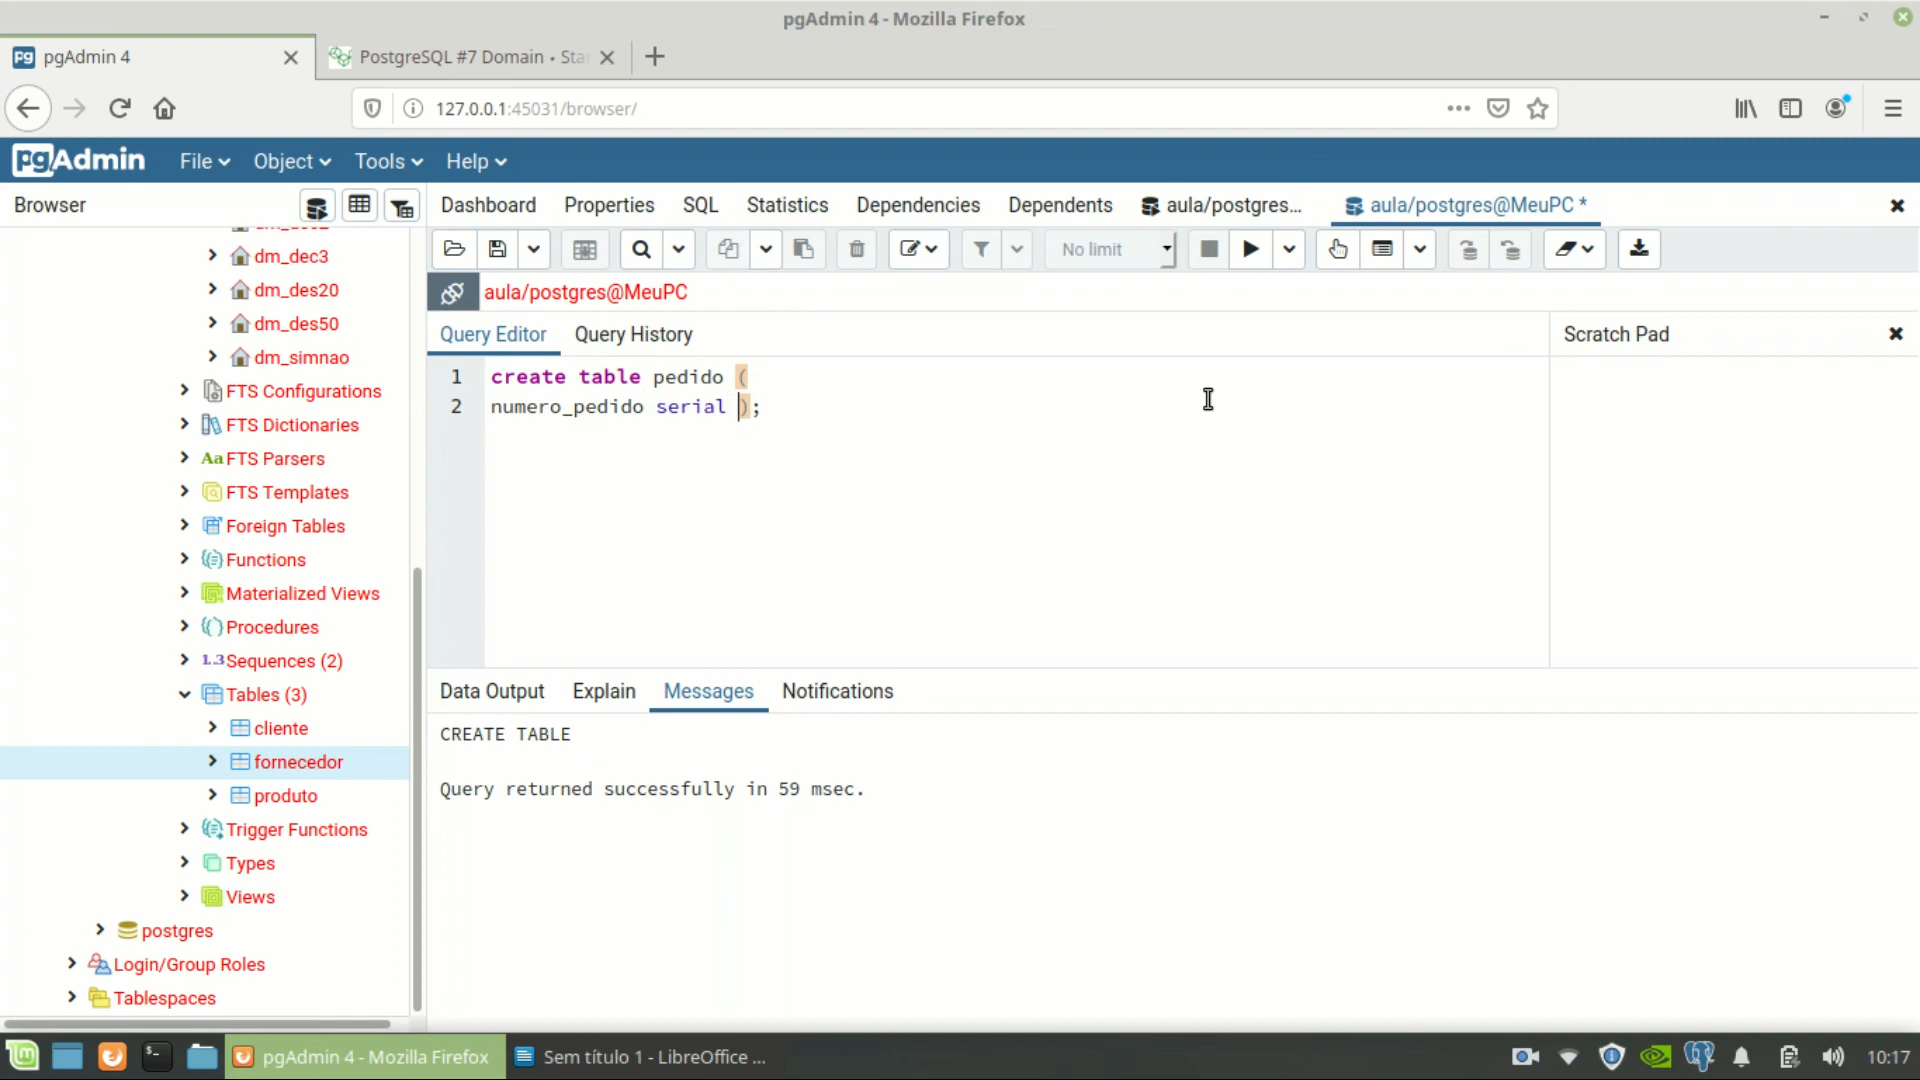 pgAdmin 4 - Mozilla Firefox
pgAdmin 4
PostgreSQL #7 Domain • Sta
127.0.0.1:45031/browser/
pgAdmin
File
Object
Tools
Help
Browser
Dashboard
Properties
SQL
Statistics
Dependencies
Dependents
aula/postgres...
aula/postgres@MeuPC *
No limit
aula/postgres@MeuPC
Query Editor
Query History
Scratch Pad
1 create table pedido (
2 numero_pedido serial );
dm_dec3
dm_des20
dm_des50
dm_simnao
FTS Configurations
FTS Dictionaries
Aa FTS Parsers
FTS Templates
Foreign Tables
Functions
Materialized Views
Procedures
1.3 Sequences (2)
Tables (3)
cliente
fornecedor
produto
Trigger Functions
Types
Views
postgres
Login/Group Roles
Tablespaces
Data Output
Explain
Messages
Notifications
CREATE TABLE
Query returned successfully in 59 msec.
pgAdmin 4 - Mozilla Firefox
Sem título 1 - LibreOffice ...
10:17